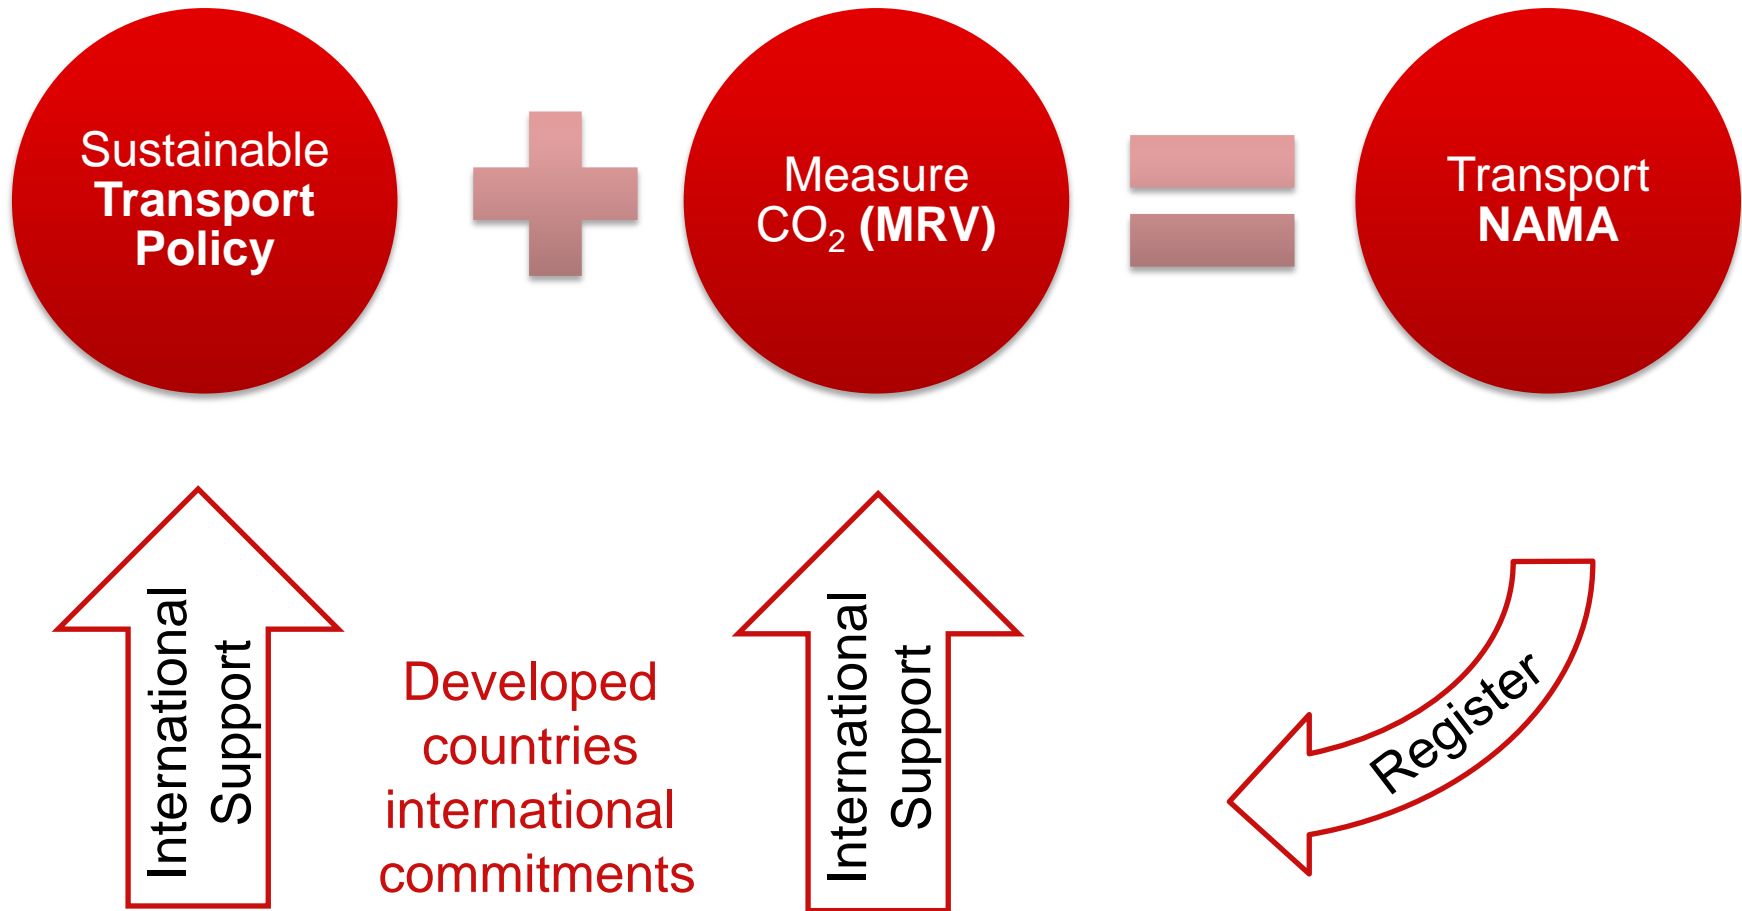 Sustainable
Transport
Policy
Measure
CO₂ (MRV)
Transport
NAMA
International
Support
Developed
countries
international
commitments
International
Support
Register